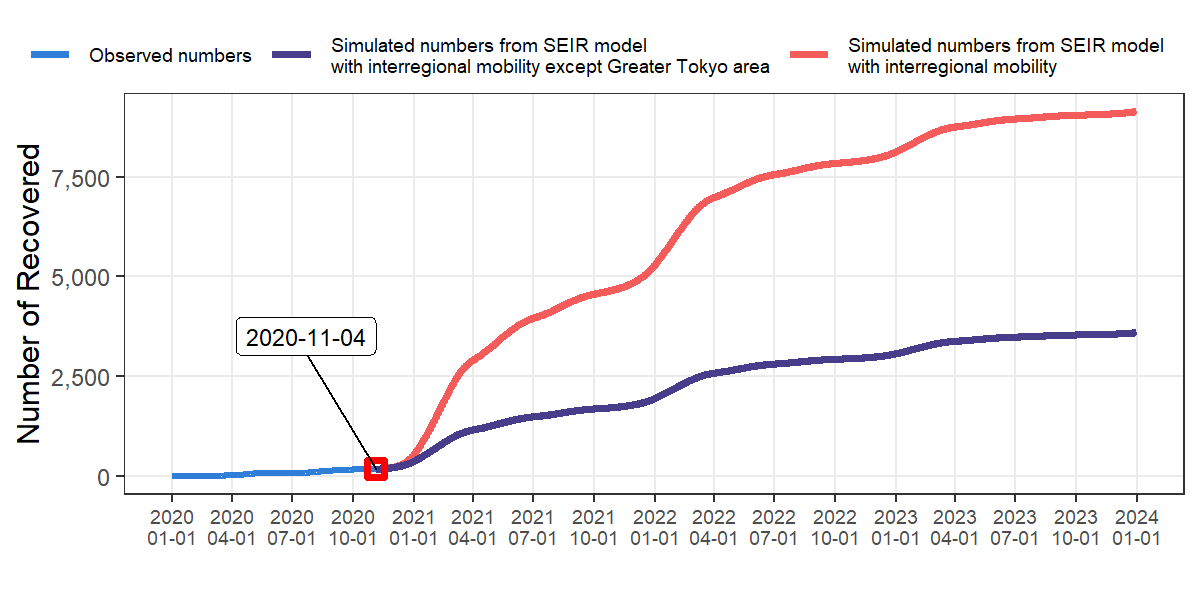 Observed numbers
Simulated numbers from SEIR model
with interregional mobility except Greater Tokyo area
Simulated numbers from SEIR model
with interregional mobility
Number of Recovered
7,500
5,000
2,500
0
2020-11-04
2020 2020 2020 2020 2021 2021 2021 2021 2022 2022 2022 2022 2023 2023 2023 2023 2024
01-01 04-01 07-01 10-01 01-01 04-01 07-01 10-01 01-01 04-01 07-01 10-01 01-01 04-01 07-01 10-01 01-01